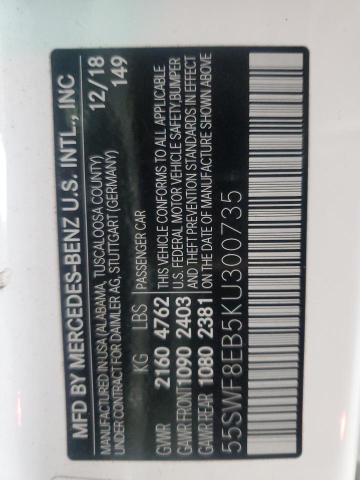 MFD BY MERCEDES-BENZ U.S. INTL., INC
MANUFACTURED IN USA (ALABAMA, TUSCALOOSA COUNTY)
UNDER CONTRACT FOR DAIMLER AG, STUTTGART (GERMANY)
12/18
149
KG LBS
PASSENGER CAR
GVWR 2160 4762
GAWR FRONT 1090 2403
GAWR REAR 1080 2381
THIS VEHICLE CONFORMS TO ALL APPLICABLE
U.S. FEDERAL MOTOR VEHICLE SAFETY, BUMPER
AND THEFT PREVENTION STANDARDS IN EFFECT
ON THE DATE OF MANUFACTURE SHOWN ABOVE
55SWF8EB5KU300735